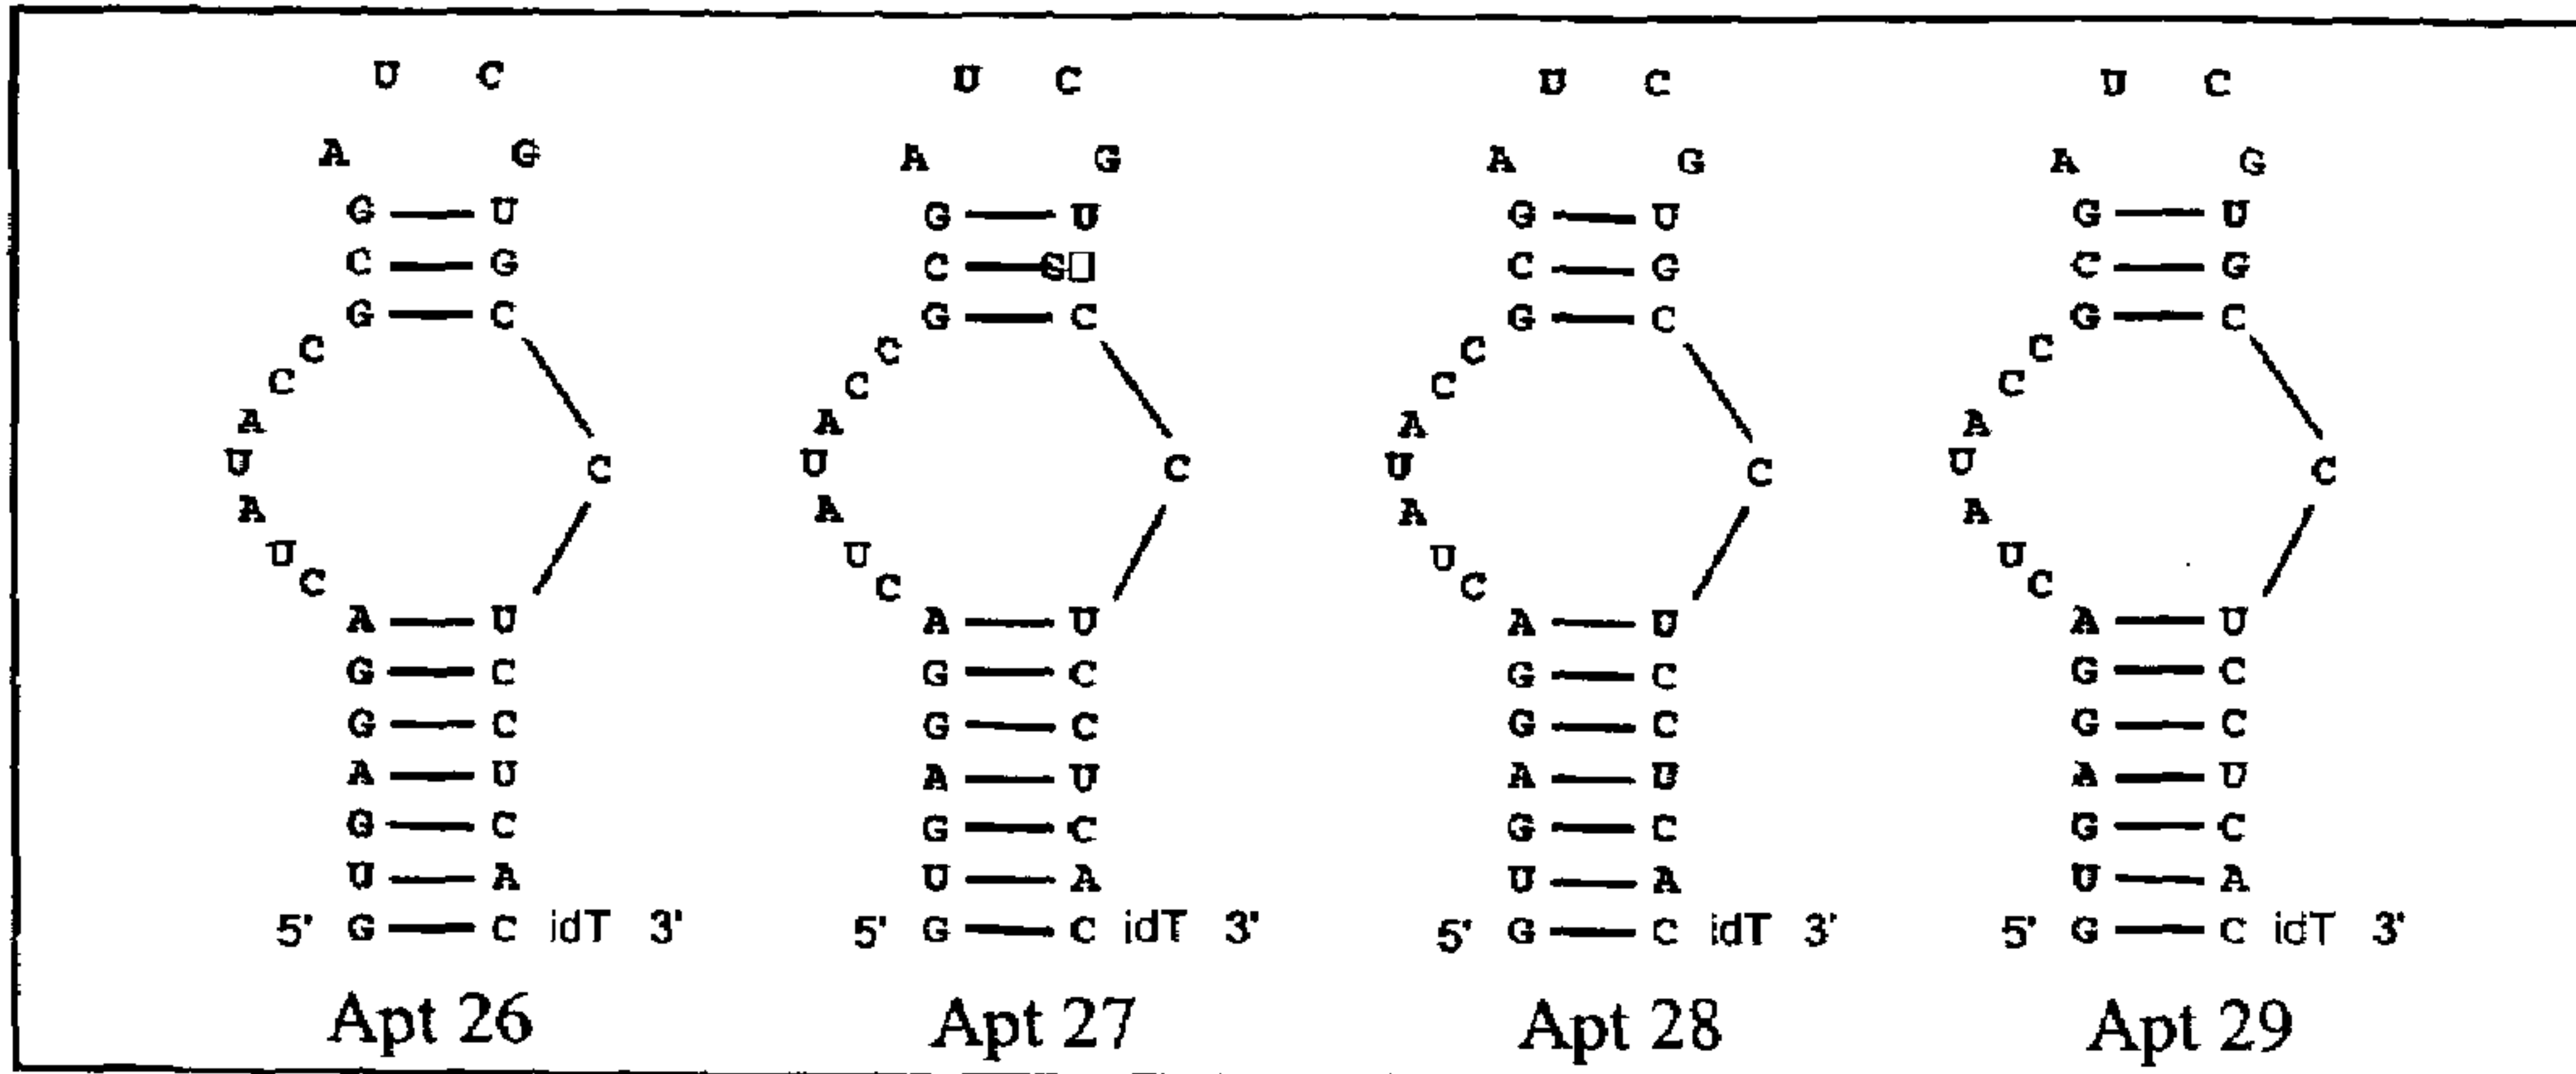 U C U C U C U C
A G A G A G A G
G U G U G U G U
C G C S□ C G C G
G C G C G C G C
C C C C
C C C C
A A A A
U C U C U C U C
A A A A
U U U U
C C C C
A U A U A U A U
G C G C G C G C
G C G C G C G C
A U A U A U A U
G C G C G C G C
U A U A U A U A
5' G C idT 3' 5' G C idT 3' 5' G C idT 3' 5' G C idT 3'
Apt 26 Apt 27 Apt 28 Apt 29